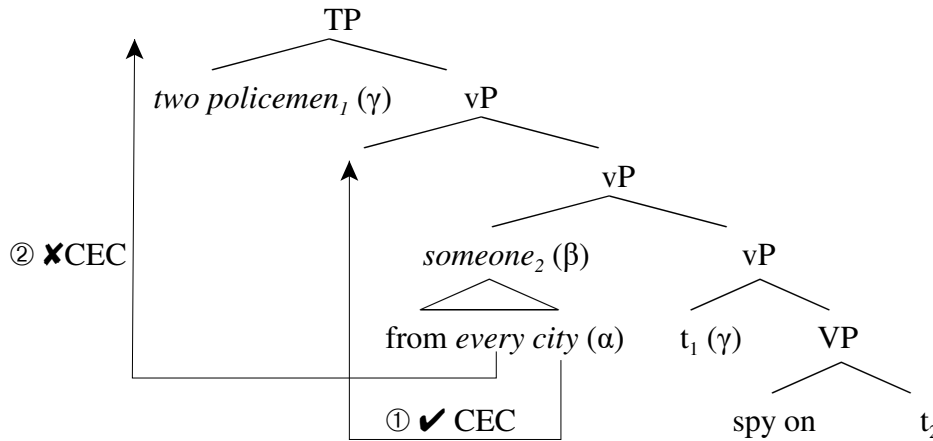 TP
two policemen₁ (γ) vP
vP
② ✘CEC someone₂ (β) vP
from every city (α) t₁ (γ) VP
① ✔ CEC spy on t₂